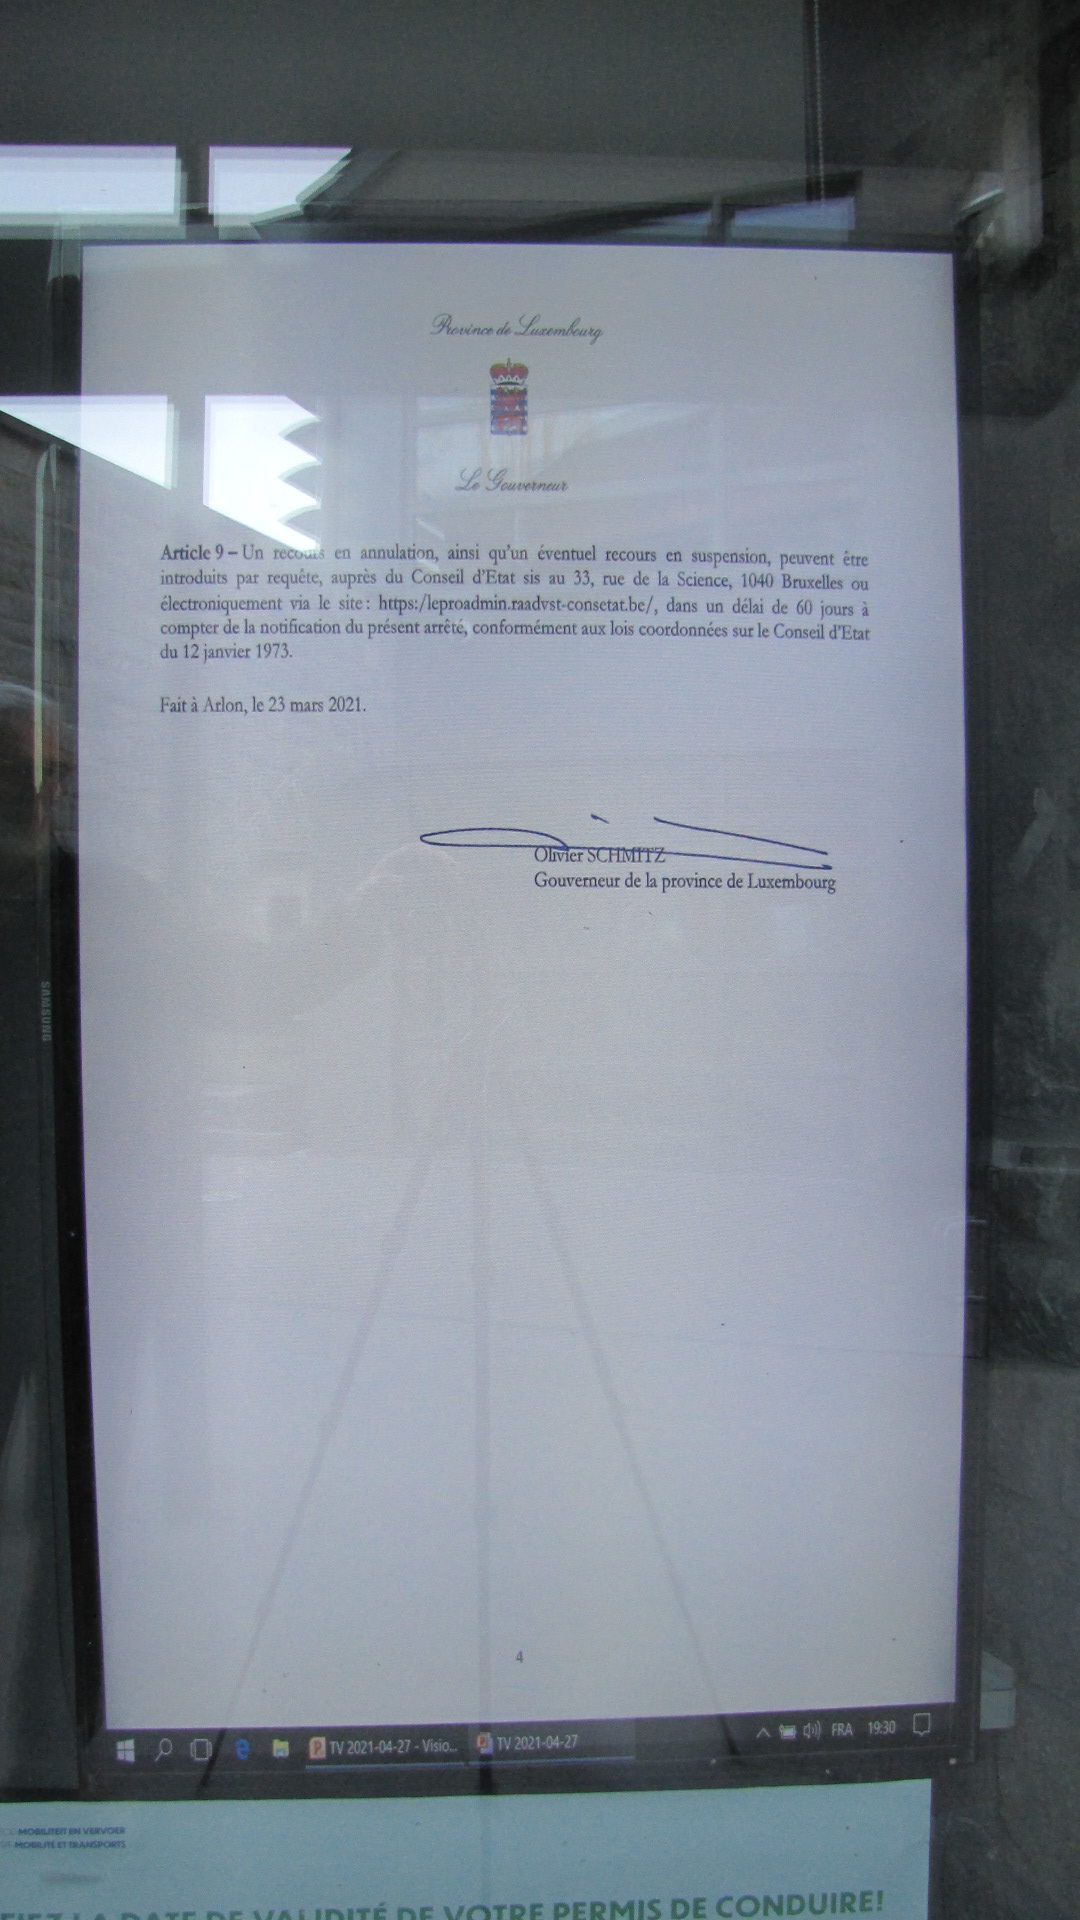 Province de Luxembourg
Le Gouverneur
Article 9 – Un recours en annulation, ainsi qu'un éventuel recours en suspension, peuvent être
introduits par requête, auprès du Conseil d'Etat sis au 33, rue de la Science, 1040 Bruxelles ou
électroniquement via le site : https:/leproadmin.raadvst-consetat.be/, dans un délai de 60 jours à
compter de la notification du présent arrêté, conformément aux lois coordonnées sur le Conseil d'Etat
du 12 janvier 1973.
Fait à Arlon, le 23 mars 2021.
Olivier SCHMITZ
Gouverneur de la province de Luxembourg
SAMSUNG
4
TV 2021-04-27 - Visio...
TV 2021-04-27
FRA
19:30
MOBILITEIT EN VERVOER
MOBILITÉ ET TRANSPORTS
LA DATE DE VALIDITÉ DE VOTRE PERMIS DE CONDUIRE!